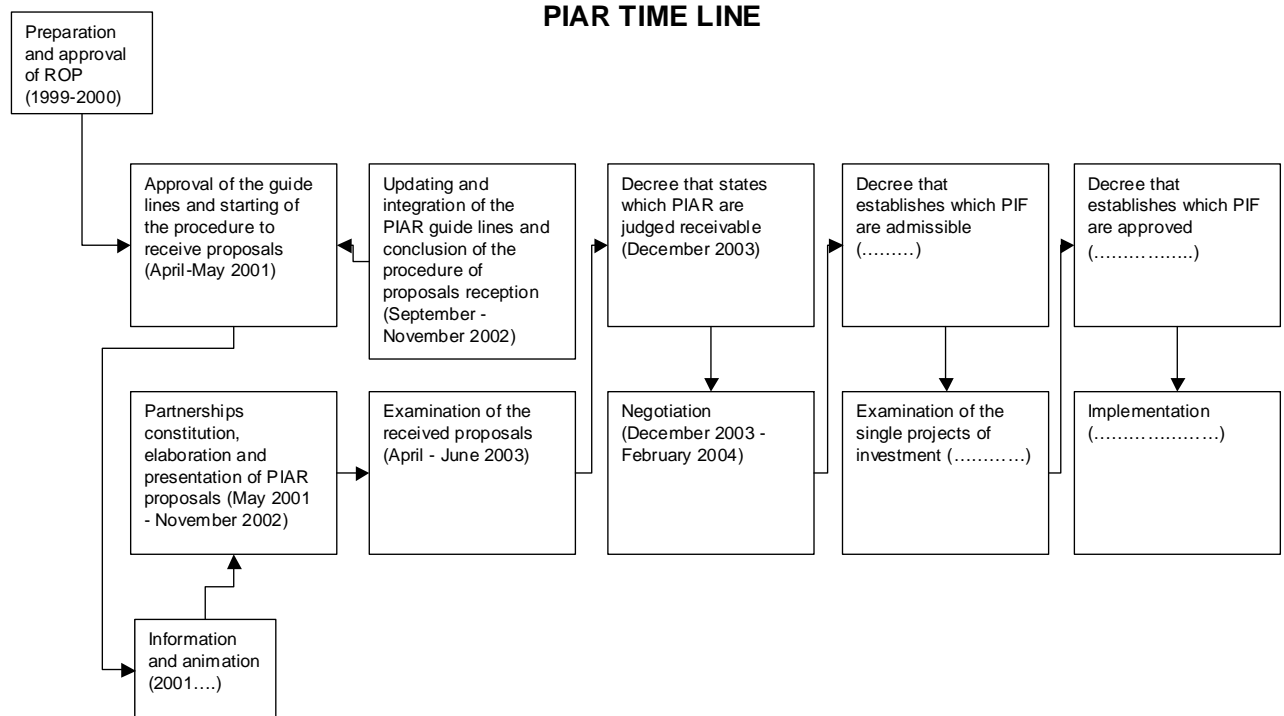 PIAR TIME LINE
Preparation
and approval
of ROP
(1999-2000)
Approval of the guide
lines and starting of
the procedure to
receive proposals
(April-May 2001)
Updating and
integration of the
PIAR guide lines and
conclusion of the
procedure of
proposals reception
(September -
November 2002)
Decree that states
which PIAR are
judged receivable
(December 2003)
Decree that
establishes which PIF
are admissible
(………)
Decree that
establishes which PIF
are approved
(……………..)
Partnerships
constitution,
elaboration and
presentation of PIAR
proposals (May 2001
- November 2002)
Examination of the
received proposals
(April - June 2003)
Negotiation
(December 2003 -
February 2004)
Examination of the
single projects of
investment (…………)
Implementation
(…………………)
Information
and animation
(2001….)